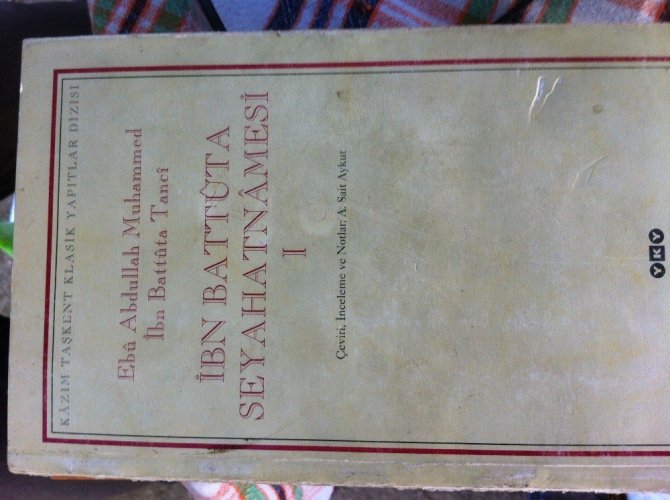 KÂZIM TAŞKENT KLASİK YAPITLAR DİZİSİ
Ebû Abdullah Muhammed
İbn Battûta Tancî
İBN BATTÛTA
SEYAHATNÂMESİ
I
Çeviri, İnceleme ve Notlar: A. Sait Aykut
YKY